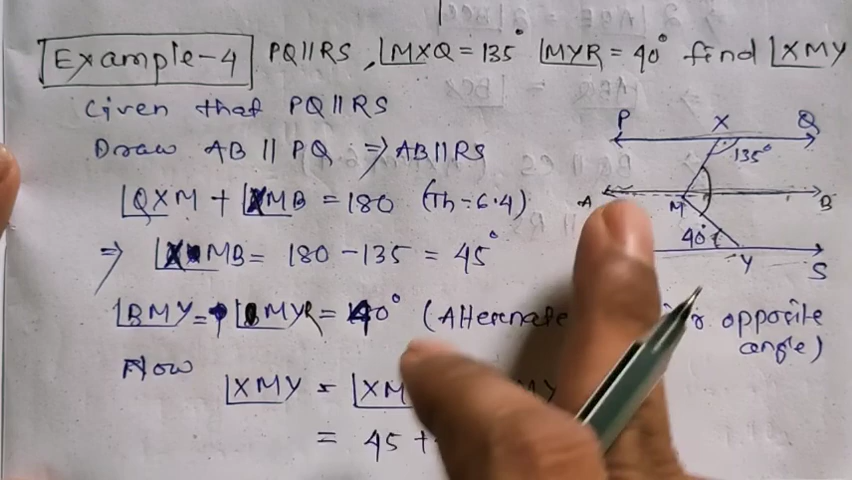 Example-4 PQ||RS, ∠MXQ = 135° ∠MYR = 40° find ∠XMY
Given that PQ||RS
Draw AB || PQ ⇒ AB||RS
∠QXM + ∠XMB = 180 (Th-6.4)
⇒ ∠XMB = 180 - 135 = 45°
∠BMY = ∠MYR = 40° (Alternate opposite
angle)
Now
∠XMY = ∠XM MY
= 45 +
P X Q
135°
A M B
40°
Y S